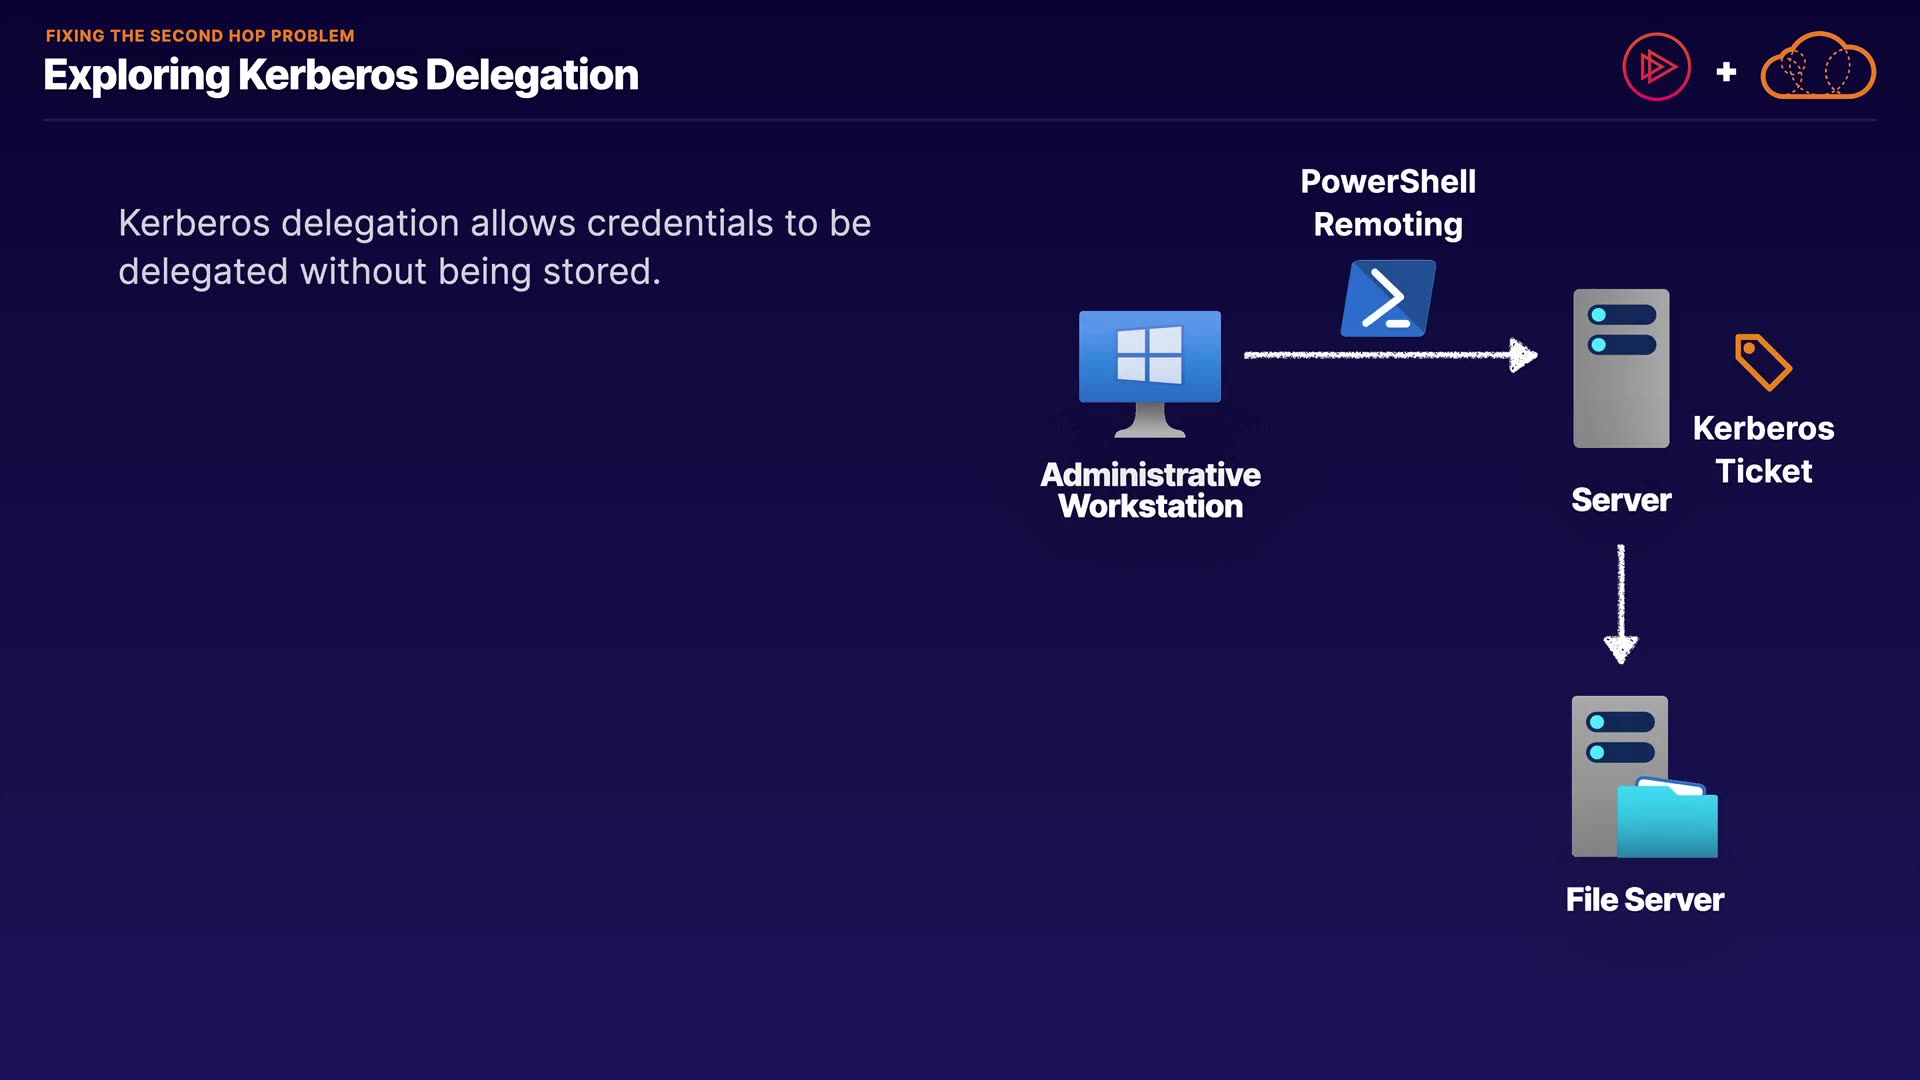 FIXING THE SECOND HOP PROBLEM
Exploring Kerberos Delegation
Kerberos delegation allows credentials to be
delegated without being stored.
PowerShell
Remoting
Administrative
Workstation
Server
Kerberos
Ticket
File Server